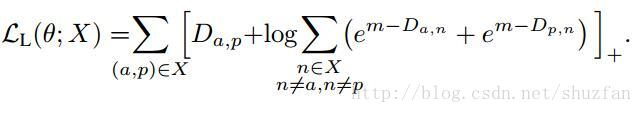 ℒ_L(θ; X) = ∑_{(a,p)∈X} [ D_{a,p} + log ∑_{n∈X, n≠a,n≠p} ( e^{m−D_{a,n}} + e^{m−D_{p,n}} ) ]_+ .
http://blog.csdn.net/shuzfan